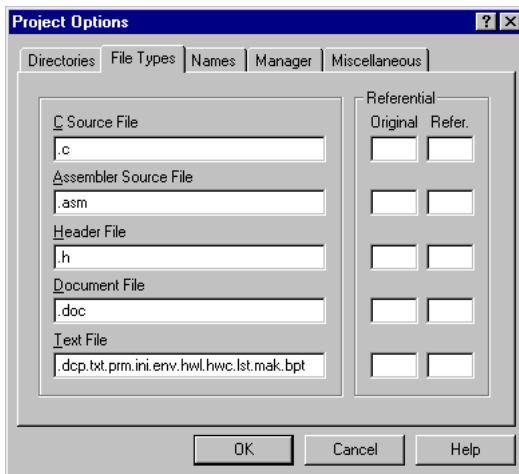 Project Options
Directories File Types Names Manager Miscellaneous
Referential
C Source File Original Refer.
.c
Assembler Source File
.asm
Header File
.h
Document File
.doc
Text File
.dcp.txt.prm.ini.env.hwl.hwc.lst.mak.bpt
OK Cancel Help